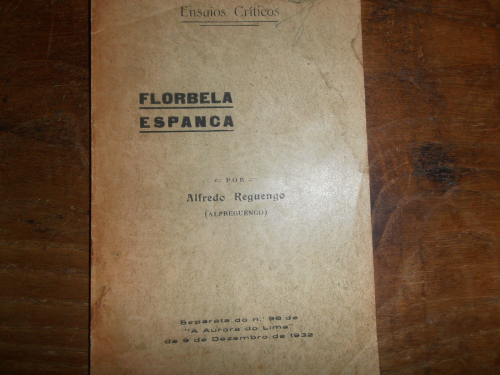 Ensaios Críticos
FLORBELA
ESPANCA
POR
Alfredo Reguengo
(ALFREGUENGO)
Separata do n.º 96 de
"A Aurora do Lima"
de 9 de Dezembro de 1932